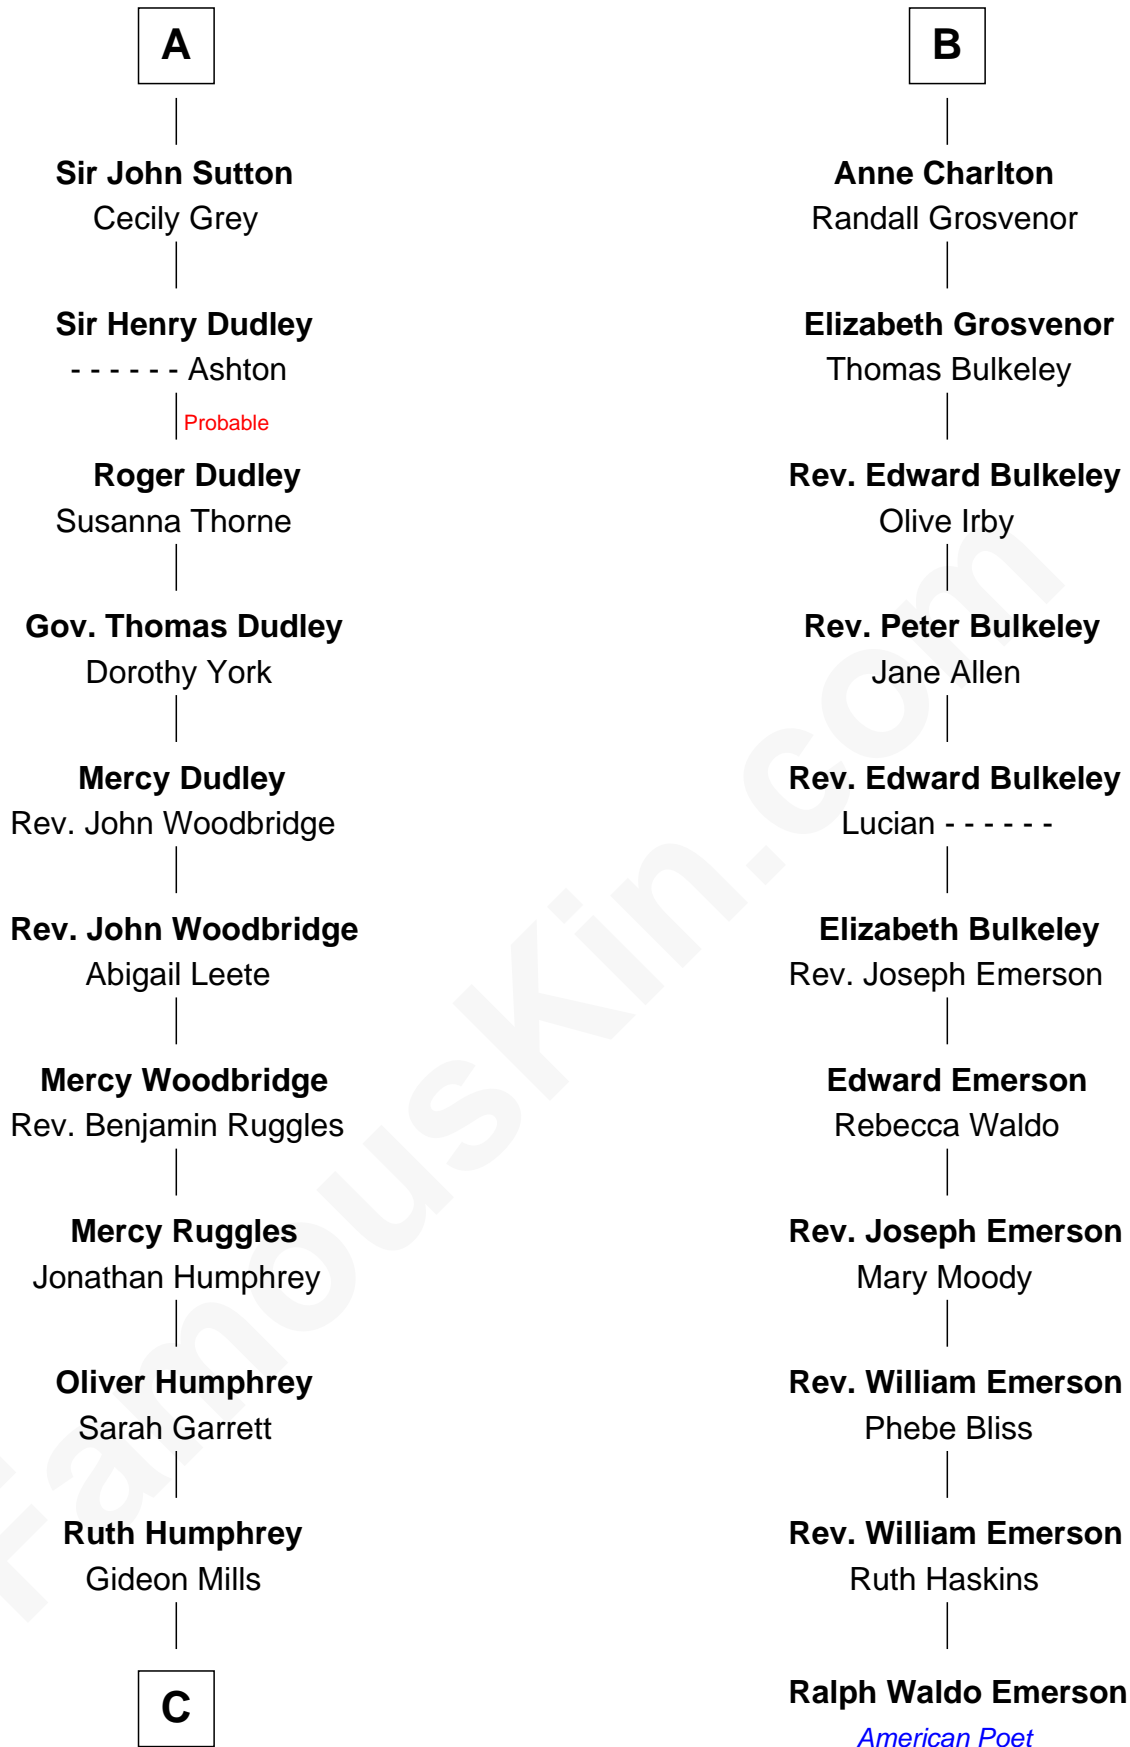 A
Sir John Sutton
Cecily Grey
Sir Henry Dudley
- - - - - - Ashton
Probable
Roger Dudley
Susanna Thorne
Gov. Thomas Dudley
Dorothy York
Mercy Dudley
Rev. John Woodbridge
Rev. John Woodbridge
Abigail Leete
Mercy Woodbridge
Rev. Benjamin Ruggles
Mercy Ruggles
Jonathan Humphrey
Oliver Humphrey
Sarah Garrett
Ruth Humphrey
Gideon Mills
C
B
Anne Charlton
Randall Grosvenor
Elizabeth Grosvenor
Thomas Bulkeley
Rev. Edward Bulkeley
Olive Irby
Rev. Peter Bulkeley
Jane Allen
Rev. Edward Bulkeley
Lucian - - - - - -
Elizabeth Bulkeley
Rev. Joseph Emerson
Edward Emerson
Rebecca Waldo
Rev. Joseph Emerson
Mary Moody
Rev. William Emerson
Phebe Bliss
Rev. William Emerson
Ruth Haskins
Ralph Waldo Emerson
American Poet
FamousKin.com